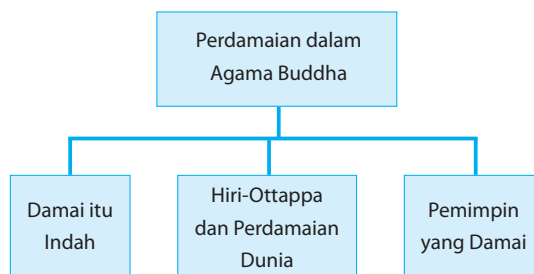 Perdamaian dalam
Agama Buddha
Damai itu
Indah
Hiri-Ottappa
dan Perdamaian
Dunia
Pemimpin
yang Damai